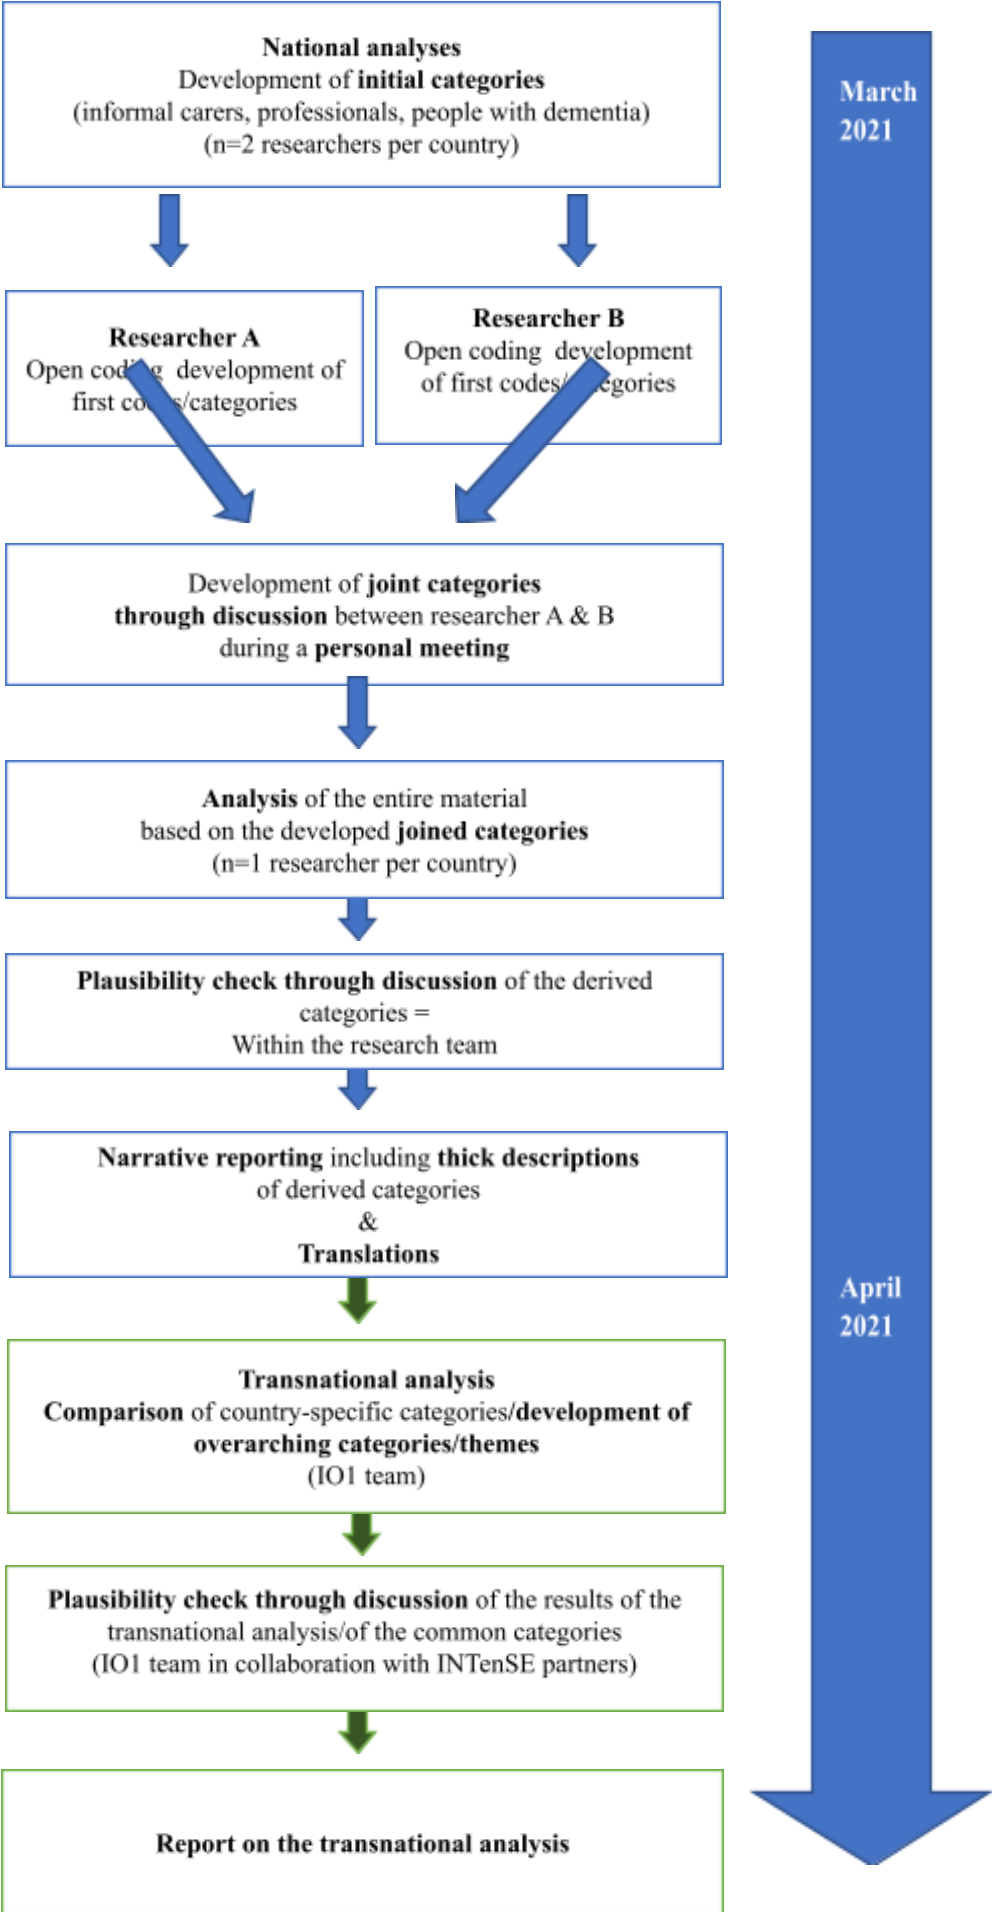 National analyses
Development of initial categories
(informal carers, professionals, people with dementia)
(n=2 researchers per country)
March
2021
Researcher A
Open coding development of
first codes/categories
Researcher B
Open coding development
of first codes/categories
Development of joint categories
through discussion between researcher A & B
during a personal meeting
Analysis of the entire material
based on the developed joined categories
(n=1 researcher per country)
Plausibility check through discussion of the derived
categories =
Within the research team
Narrative reporting including thick descriptions
of derived categories
&
Translations
April
2021
Transnational analysis
Comparison of country-specific categories/development of
overarching categories/themes
(IO1 team)
Plausibility check through discussion of the results of the
transnational analysis/of the common categories
(IO1 team in collaboration with INTenSE partners)
Report on the transnational analysis